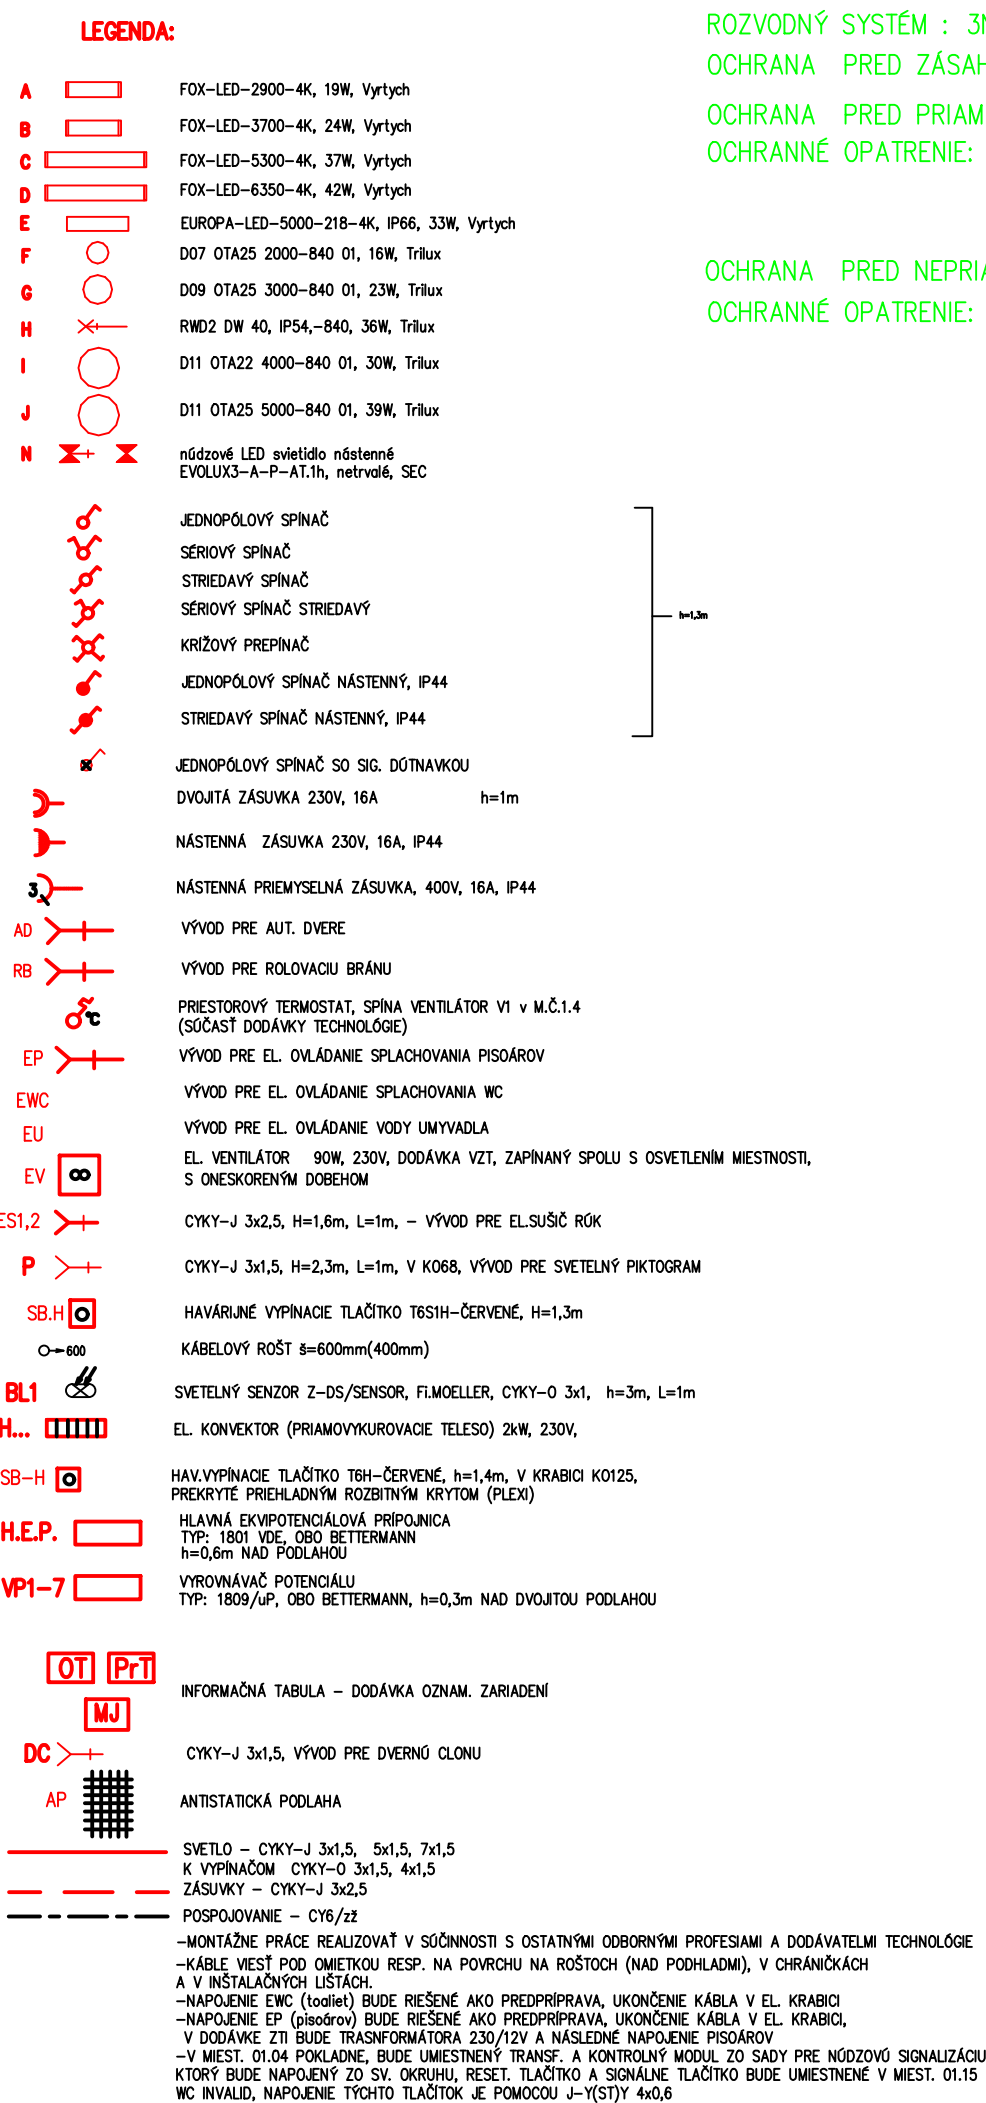 LEGENDA:
A FOX-LED-2900-4K, 19W, Vyrtych
B FOX-LED-3700-4K, 24W, Vyrtych
C FOX-LED-5300-4K, 37W, Vyrtych
D FOX-LED-6350-4K, 42W, Vyrtych
E EUROPA-LED-5000-218-4K, IP66, 33W, Vyrtych
F D07 OTA25 2000-840 01, 16W, Trilux
G D09 OTA25 3000-840 01, 23W, Trilux
H RWD2 DW 40, IP54,-840, 36W, Trilux
I D11 OTA22 4000-840 01, 30W, Trilux
J D11 OTA25 5000-840 01, 39W, Trilux
N núdzové LED svietidlo nástenné
EVOLUX3-A-P-AT.1h, netrvalé, SEC
JEDNOPÓLOVÝ SPÍNAČ
SÉRIOVÝ SPÍNAČ
STRIEDAVÝ SPÍNAČ
SÉRIOVÝ SPÍNAČ STRIEDAVÝ
h=1,3m
KRÍŽOVÝ PREPÍNAČ
JEDNOPÓLOVÝ SPÍNAČ NÁSTENNÝ, IP44
STRIEDAVÝ SPÍNAČ NÁSTENNÝ, IP44
JEDNOPÓLOVÝ SPÍNAČ SO SIG. DÚTNAVKOU
DVOJITÁ ZÁSUVKA 230V, 16A h=1m
NÁSTENNÁ ZÁSUVKA 230V, 16A, IP44
3 NÁSTENNÁ PRIEMYSELNÁ ZÁSUVKA, 400V, 16A, IP44
AD VÝVOD PRE AUT. DVERE
RB VÝVOD PRE ROLOVACIU BRÁNU
°C PRIESTOROVÝ TERMOSTAT, SPÍNA VENTILÁTOR V1 v M.Č.1.4
(SÚČASŤ DODÁVKY TECHNOLÓGIE)
EP VÝVOD PRE EL. OVLÁDANIE SPLACHOVANIA PISOÁROV
EWC VÝVOD PRE EL. OVLÁDANIE SPLACHOVANIA WC
EU VÝVOD PRE EL. OVLÁDANIE VODY UMYVADLA
EV EL. VENTILÁTOR 90W, 230V, DODÁVKA VZT, ZAPÍNANÝ SPOLU S OSVETLENÍM MIESTNOSTI,
S ONESKORENÝM DOBEHOM
ES1,2 CYKY-J 3x2,5, H=1,6m, L=1m, - VÝVOD PRE EL.SUŠIČ RÚK
P CYKY-J 3x1,5, H=2,3m, L=1m, V KO68, VÝVOD PRE SVETELNÝ PIKTOGRAM
SB.H HAVÁRIJNÉ VYPÍNACIE TLAČÍTKO T6S1H-ČERVENÉ, H=1,3m
600 KÁBELOVÝ ROŠT š=600mm(400mm)
BL1 SVETELNÝ SENZOR Z-DS/SENSOR, Fi.MOELLER, CYKY-O 3x1, h=3m, L=1m
H... EL. KONVEKTOR (PRIAMOVYKUROVACIE TELESO) 2kW, 230V,
SB-H HAV.VYPÍNACIE TLAČÍTKO T6H-ČERVENÉ, h=1,4m, V KRABICI KO125,
PREKRYTÉ PRIEHLADNÝM ROZBITNÝM KRYTOM (PLEXI)
H.E.P. HLAVNÁ EKVIPOTENCIÁLOVÁ PRÍPOJNICA
TYP: 1801 VDE, OBO BETTERMANN
h=0,6m NAD PODLAHOU
VP1-7 VYROVNÁVAČ POTENCIÁLU
TYP: 1809/uP, OBO BETTERMANN, h=0,3m NAD DVOJITOU PODLAHOU
OT PrT
INFORMAČNÁ TABULA - DODÁVKA OZNAM. ZARIADENÍ
MJ
DC CYKY-J 3x1,5, VÝVOD PRE DVERNÚ CLONU
AP ANTISTATICKÁ PODLAHA
SVETLO - CYKY-J 3x1,5, 5x1,5, 7x1,5
K VYPÍNAČOM CYKY-O 3x1,5, 4x1,5
ZÁSUVKY - CYKY-J 3x2,5
POSPOJOVANIE - CY6/zž
-MONTÁŽNE PRÁCE REALIZOVAŤ V SÚČINNOSTI S OSTATNÝMI ODBORNÝMI PROFESIAMI A DODÁVATELMI TECHNOLÓGIE
-KÁBLE VIESŤ POD OMIETKOU RESP. NA POVRCHU NA ROŠTOCH (NAD PODHLADMI), V CHRÁNIČKÁCH
A V INŠTALAČNÝCH LIŠTÁCH.
-NAPOJENIE EWC (toaliet) BUDE RIEŠENÉ AKO PREDPRÍPRAVA, UKONČENIE KÁBLA V EL. KRABICI
-NAPOJENIE EP (pisoárov) BUDE RIEŠENÉ AKO PREDPRÍPRAVA, UKONČENIE KÁBLA V EL. KRABICI,
V DODÁVKE ZTI BUDE TRASNFORMÁTORA 230/12V A NÁSLEDNÉ NAPOJENIE PISOÁROV
-V MIEST. 01.04 POKLADNE, BUDE UMIESTNENÝ TRANSF. A KONTROLNÝ MODUL ZO SADY PRE NÚDZOVÚ SIGNALIZÁCIU
KTORÝ BUDE NAPOJENÝ ZO SV. OKRUHU, RESET. TLAČÍTKO A SIGNÁLNE TLAČÍTKO BUDE UMIESTNENÉ V MIEST. 01.15
WC INVALID, NAPOJENIE TÝCHTO TLAČÍTOK JE POMOCOU J-Y(ST)Y 4x0,6
ROZVODNÝ SYSTÉM : 3N
OCHRANA PRED ZÁSAH
OCHRANA PRED PRIAM
OCHRANNÉ OPATRENIE:
OCHRANA PRED NEPRIA
OCHRANNÉ OPATRENIE: